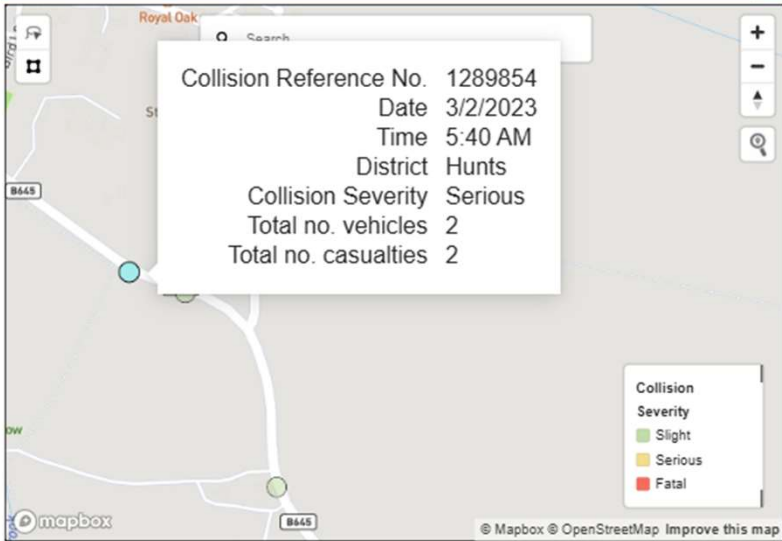 Royal Oak
Search
Collision Reference No. 1289854
Date 3/2/2023
Time 5:40 AM
District Hunts
Collision Severity Serious
Total no. vehicles 2
Total no. casualties 2
St
B645
Collision
Severity
Slight
Serious
Fatal
ow
B645
mapbox
© Mapbox © OpenStreetMap Improve this map